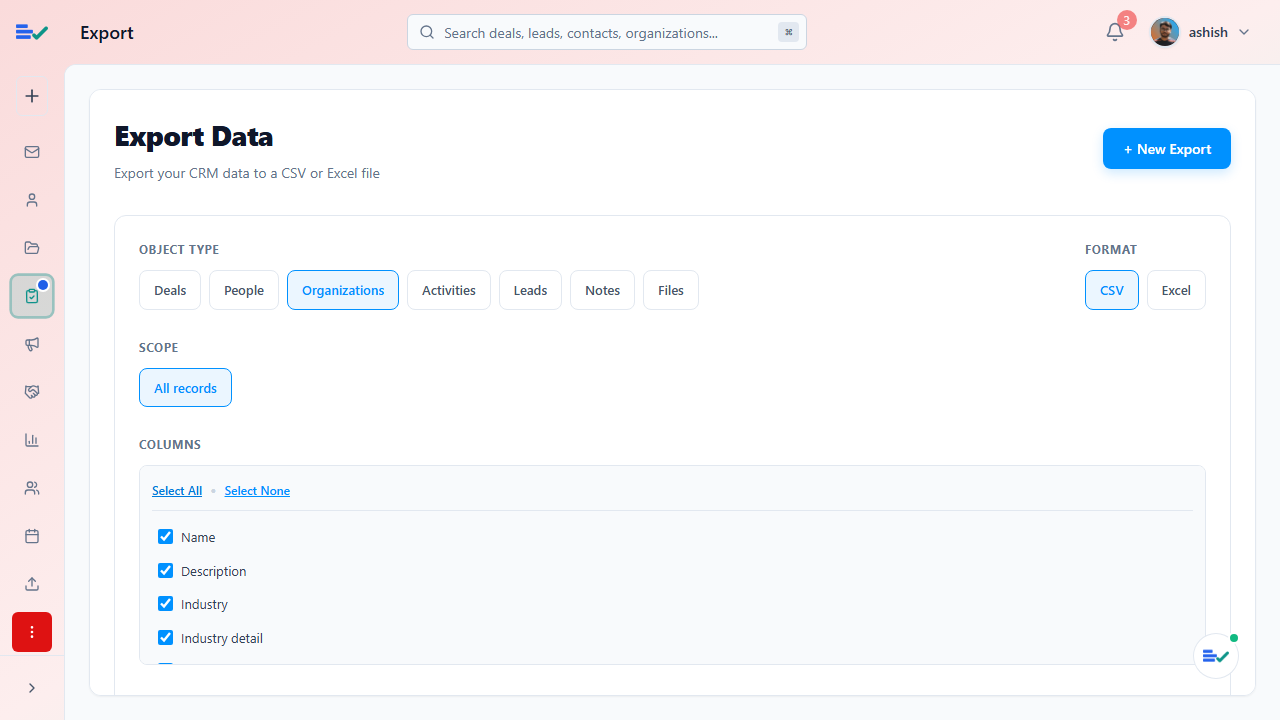 Export
Search deals, leads, contacts, organizations...
⌘
3
ashish
Export Data
Export your CRM data to a CSV or Excel file
+ New Export
OBJECT TYPE
FORMAT
Deals
People
Organizations
Activities
Leads
Notes
Files
CSV
Excel
SCOPE
All records
COLUMNS
Select All • Select None
Name
Description
Industry
Industry detail